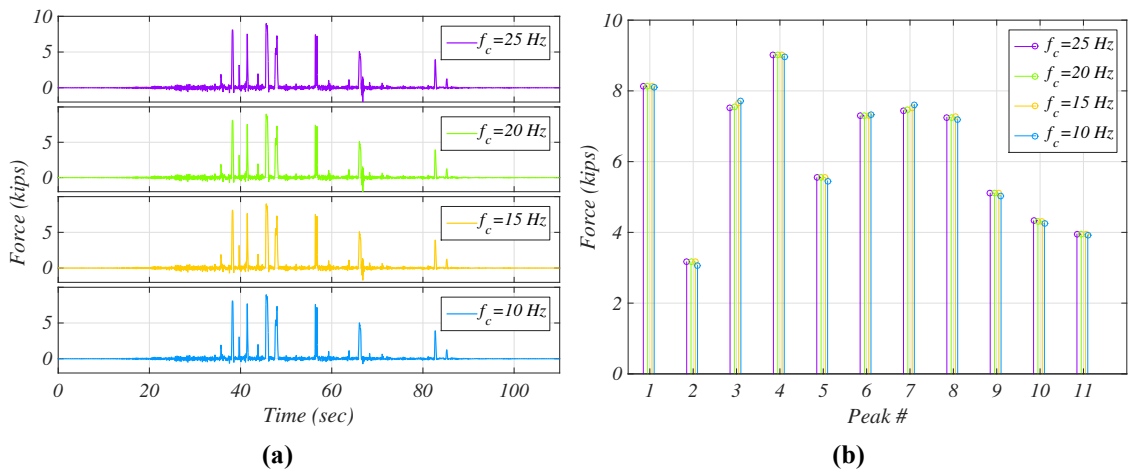 10
5
0
f_c=25 Hz
5
0
f_c=20 Hz
5
0
f_c=15 Hz
5
0
f_c=10 Hz
Force (kips)
0 20 40 60 80 100
Time (sec)
(a)
10
8
6
4
2
0
Force (kips)
f_c=25 Hz
f_c=20 Hz
f_c=15 Hz
f_c=10 Hz
1 2 3 4 5 6 7 8 9 10 11
Peak #
(b)